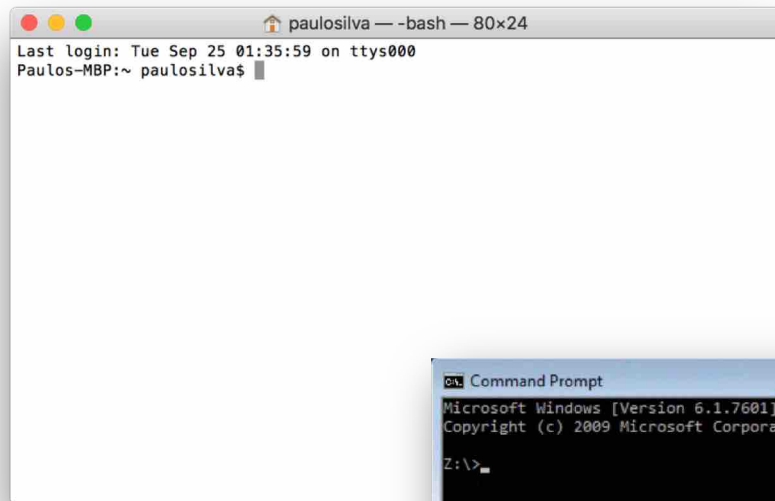 paulosilva — -bash — 80×24
Last login: Tue Sep 25 01:35:59 on ttys000
Paulos-MBP:~ paulosilva$
Command Prompt
Microsoft Windows [Version 6.1.7601]
Copyright (c) 2009 Microsoft Corpora
Z:\>